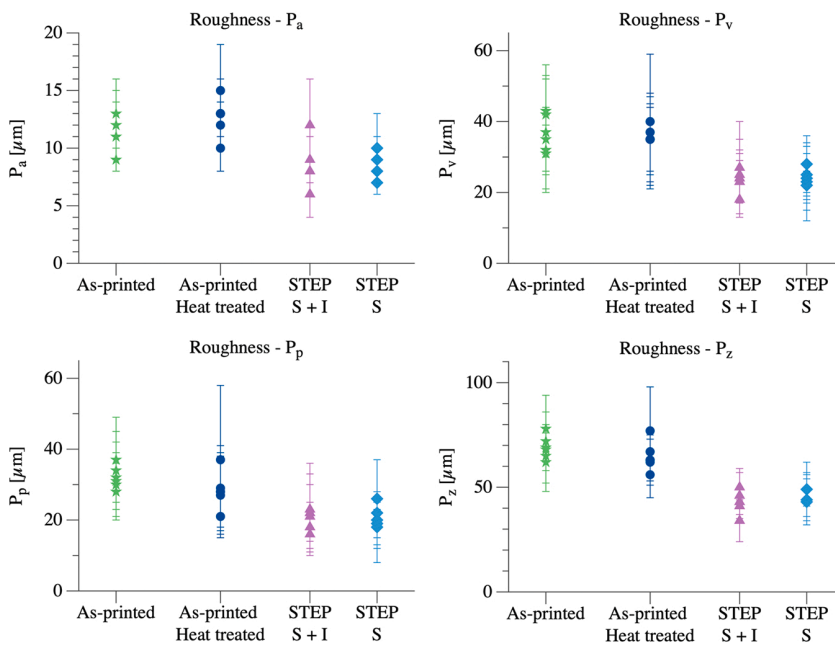 Roughness - Pa
Pa [µm]
20
15
10
5
0
As-printed
As-printed
Heat treated
STEP
S + I
STEP
S
Roughness - Pv
Pv [µm]
60
40
20
0
As-printed
As-printed
Heat treated
STEP
S + I
STEP
S
Roughness - Pp
Pp [µm]
60
40
20
0
As-printed
As-printed
Heat treated
STEP
S + I
STEP
S
Roughness - Pz
Pz [µm]
100
50
0
As-printed
As-printed
Heat treated
STEP
S + I
STEP
S